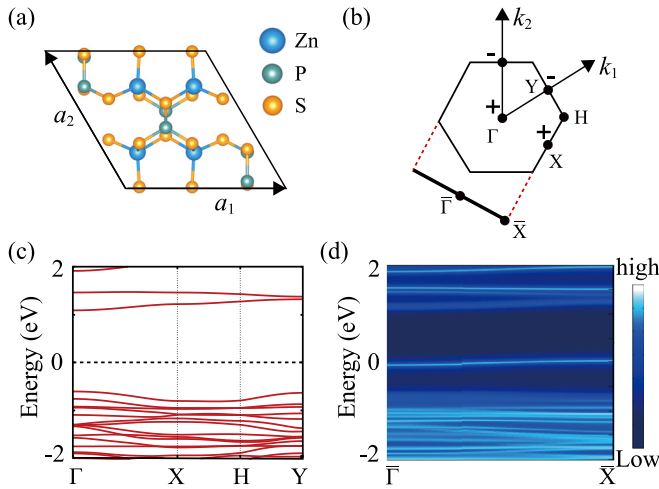 (a)
Zn
P
S
a2
a1
(b)
k2
k1
-
-
Y
+
Γ
H
+
X
Γ̅
X̅
(c)
Energy (eV)
2
0
-2
Γ
X
H
Y
(d)
Energy (eV)
2
0
-2
Γ̅
X̅
high
Low